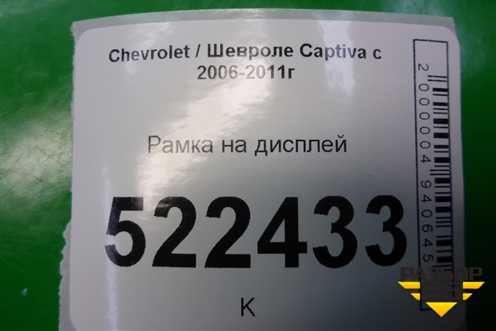 Chevrolet / Шевроле Captiva с
2006-2011г
Рамка на дисплей
522433
К
2000004940645